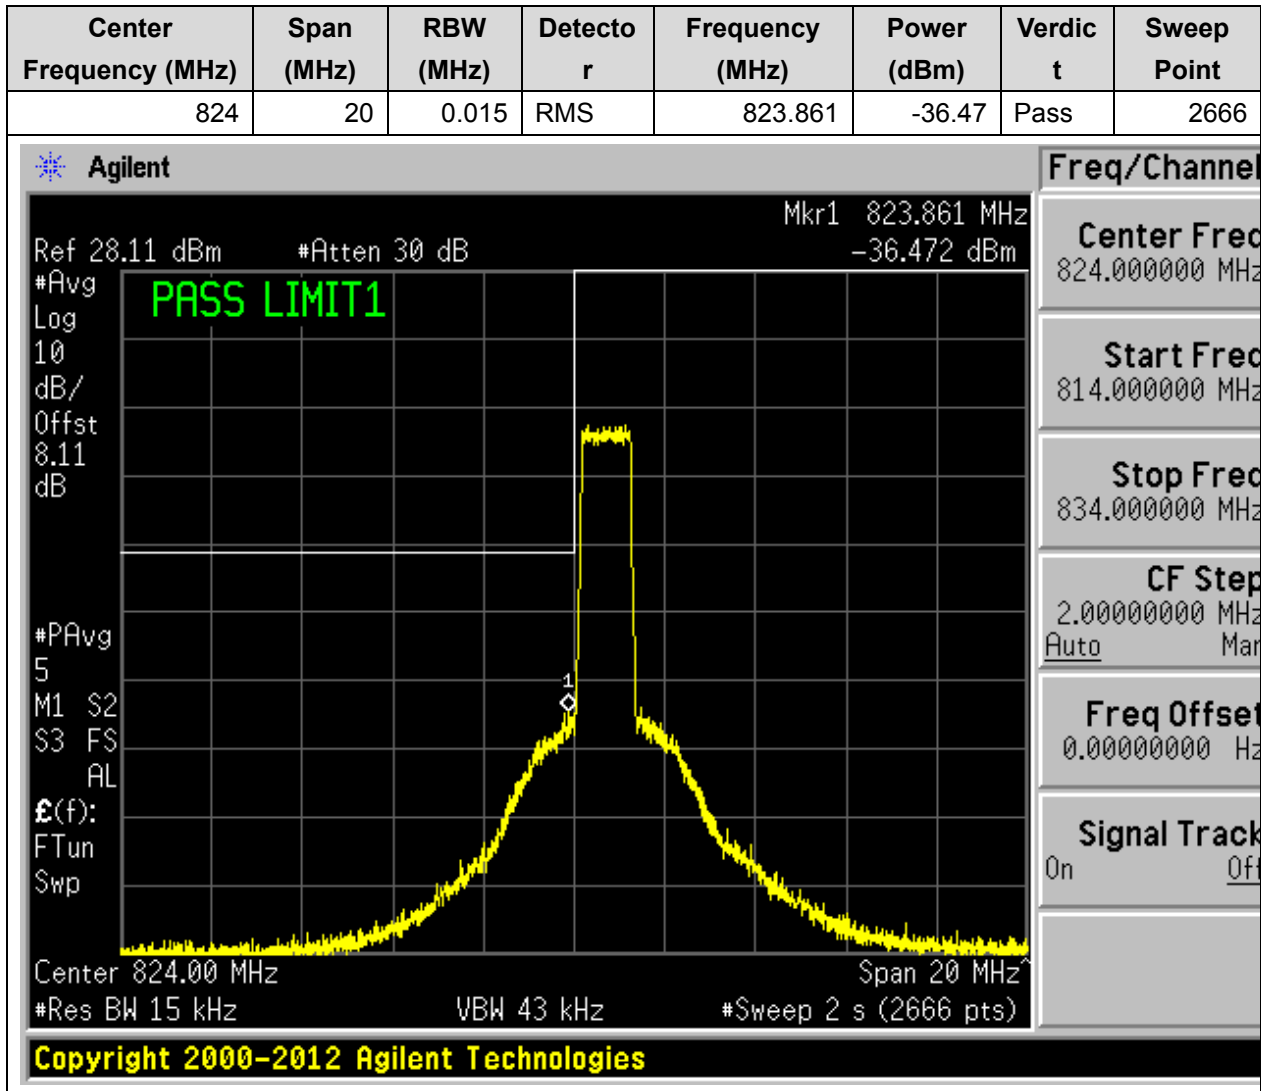 Center Span RBW Detecto Frequency Power Verdic Sweep
Frequency (MHz) (MHz) (MHz) r (MHz) (dBm) t Point
824 20 0.015 RMS 823.861 -36.47 Pass 2666
Agilent Freq/Channel
Mkr1 823.861 MHz
Ref 28.11 dBm #Atten 30 dB -36.472 dBm
#Avg
Log
10
dB/
Offst
8.11
dB
PASS LIMIT1
#PAvg
5
M1 S2
S3 FS
AL
£(f):
FTun
Swp
1
Center 824.00 MHz Span 20 MHz^
#Res BW 15 kHz VBW 43 kHz #Sweep 2 s (2666 pts)
Copyright 2000-2012 Agilent Technologies
Center Freq
824.000000 MHz
Start Freq
814.000000 MHz
Stop Freq
834.000000 MHz
CF Step
2.00000000 MHz
Auto Man
Freq Offset
0.00000000 Hz
Signal Track
On Off